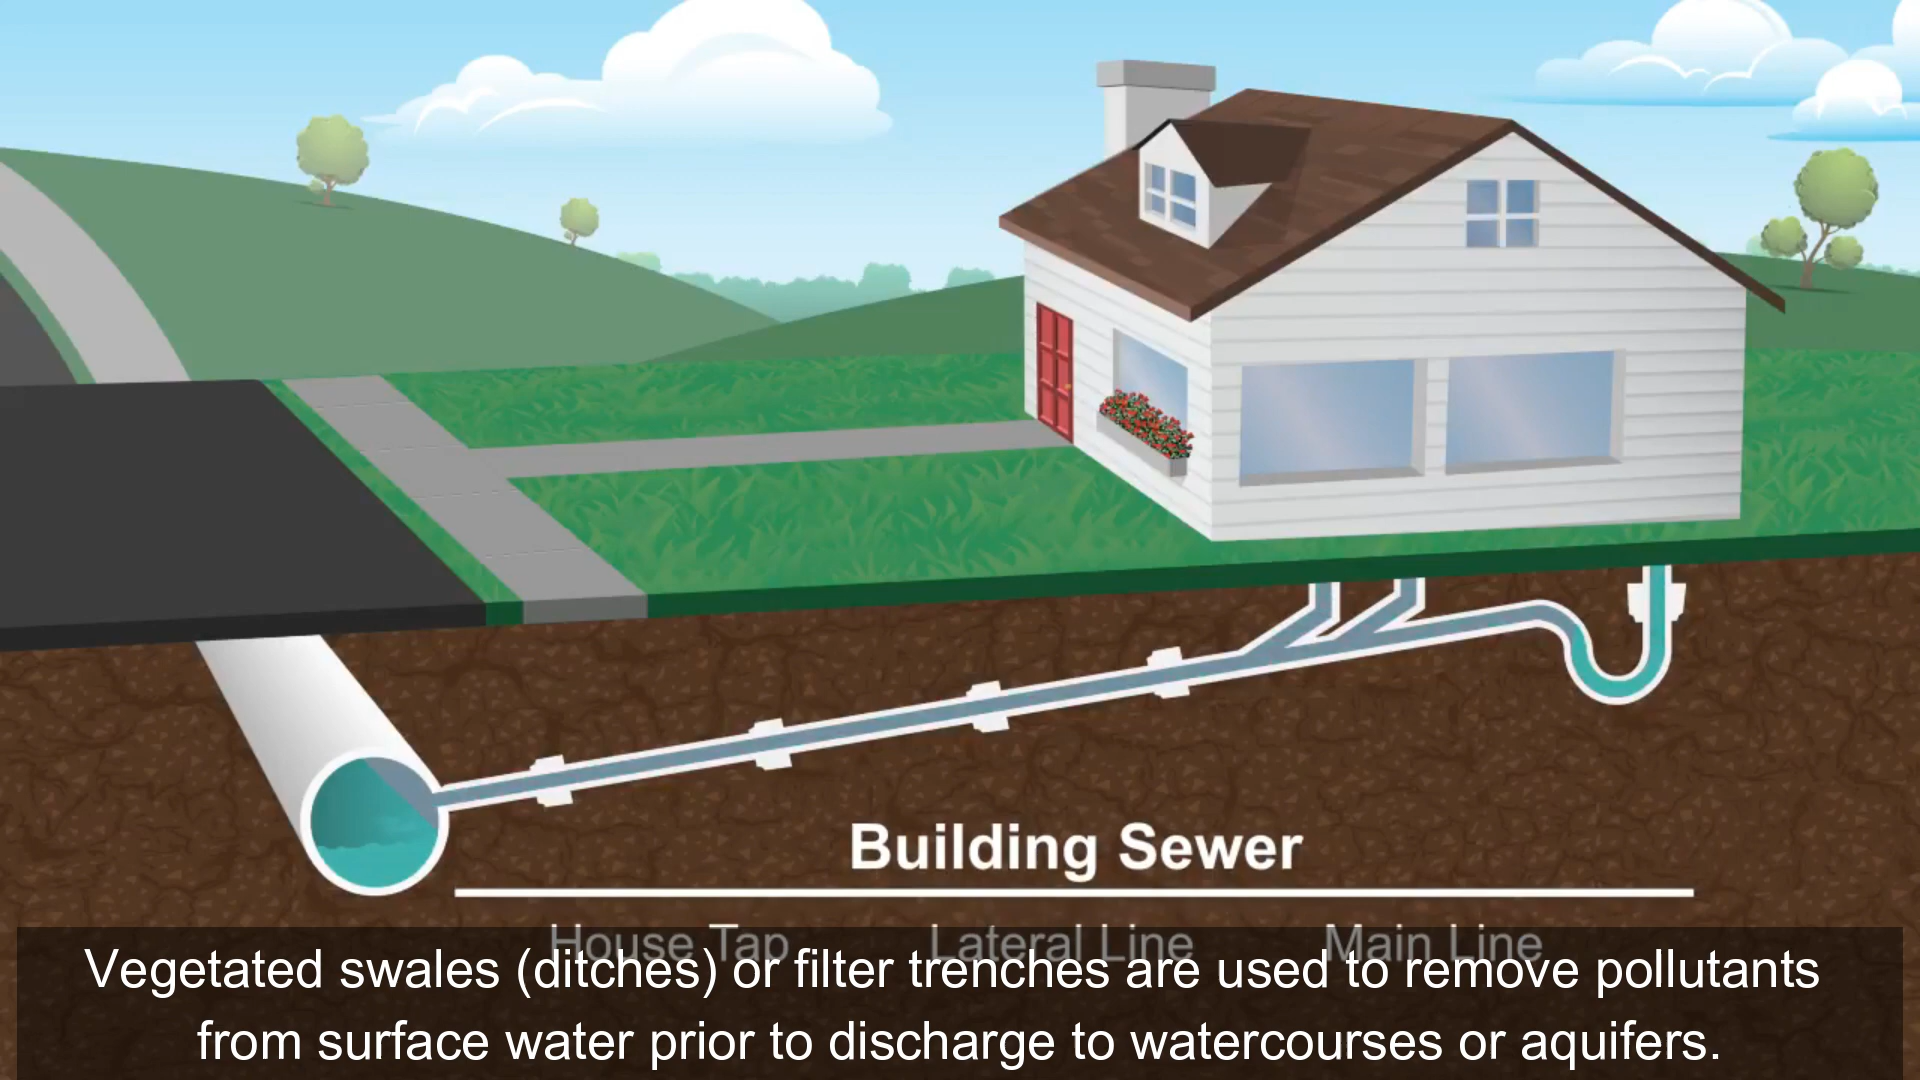 Building Sewer
House Tap Lateral Line Main Line
Vegetated swales (ditches) or filter trenches are used to remove pollutants
from surface water prior to discharge to watercourses or aquifers.